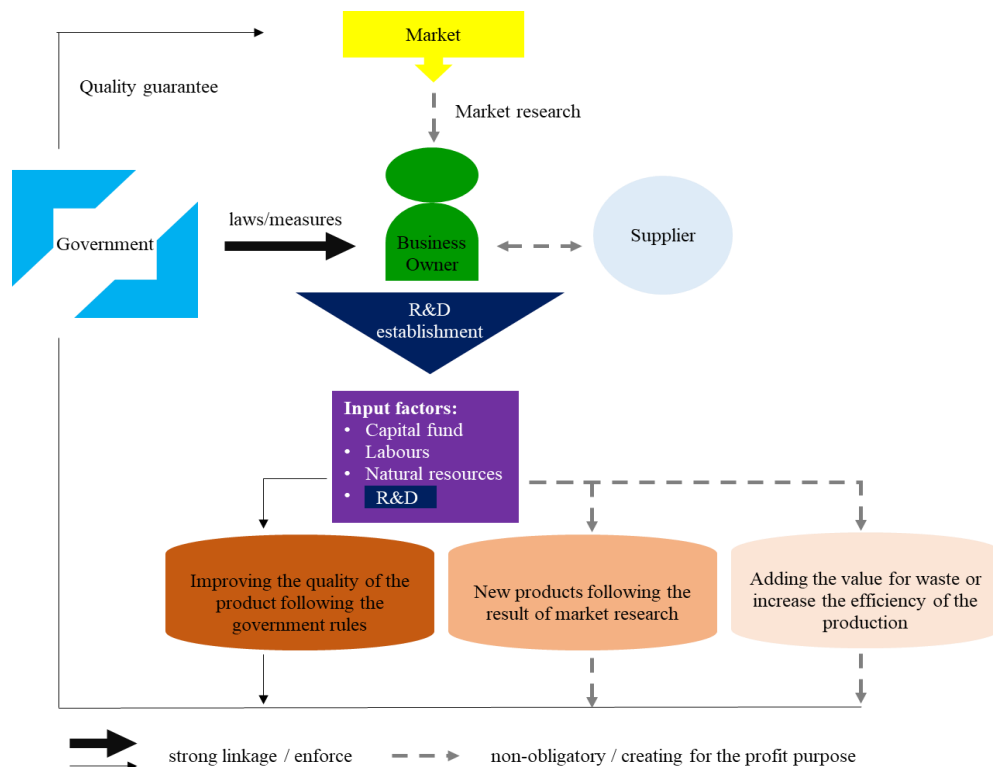 Market
Quality guarantee
Market research
laws/measures
Government
Business
Owner
Supplier
R&D
establishment
Input factors:
• Capital fund
• Labours
• Natural resources
• R&D
Improving the quality of the
product following the
government rules
New products following the
result of market research
Adding the value for waste or
increase the efficiency of the
production
strong linkage / enforce
non-obligatory / creating for the profit purpose